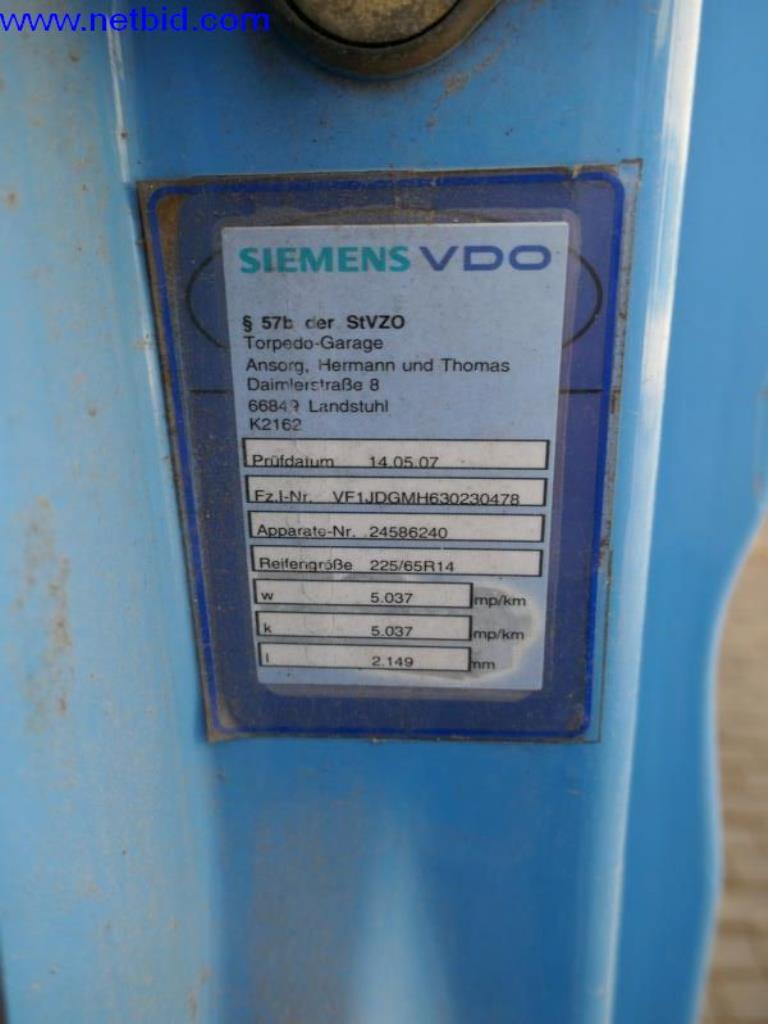 www.netbid.com
SIEMENS VDO
§ 57b der StVZO
Torpedo-Garage
Ansorg, Hermann und Thomas
Daimlerstraße 8
66849 Landstuhl
K2162
Prüfdatum 14.05.07
Fz.I-Nr. VF1JDGMH630230478
Apparate-Nr. 24586240
Reifengröße 225/65R14
w 5.037 mp/km
k 5.037 mp/km
l 2.149 mm